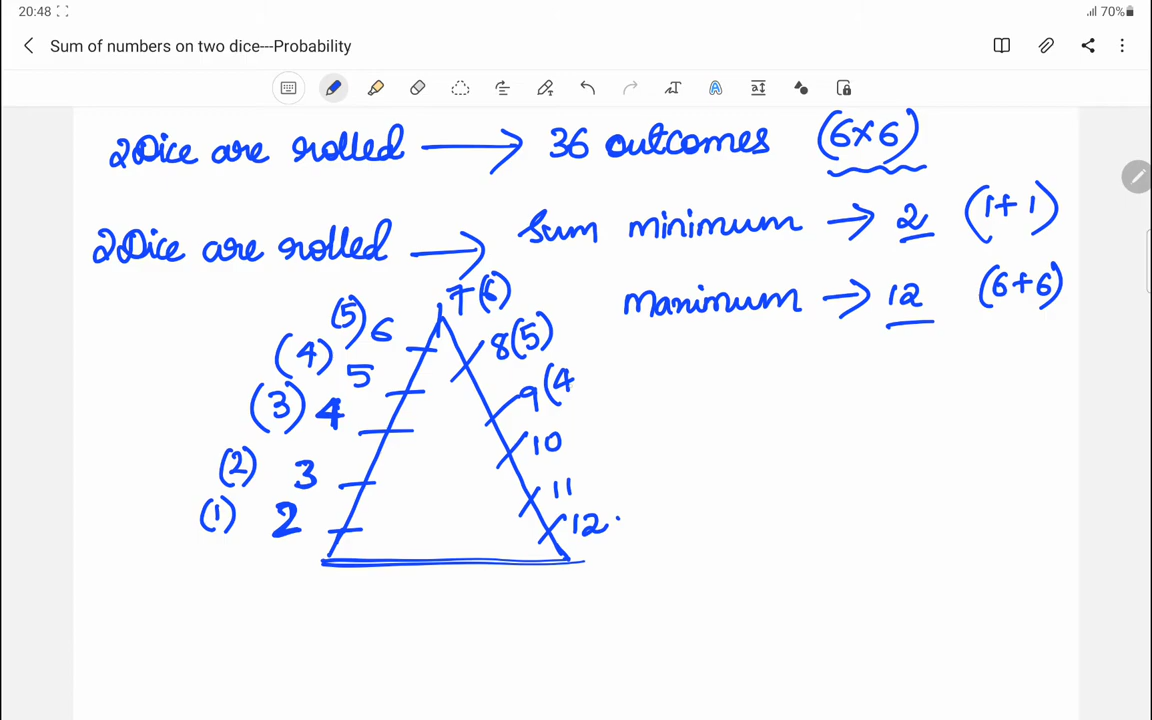 20:48 70%
Sum of numbers on two dice---Probability
2Dice are rolled → 36 outcomes (6×6)
2Dice are rolled → Sum minimum → 2 (1+1)
Maximum → 12 (6+6)
7(6)
(5) 6 8(5)
(4) 5 9(4
(3) 4 10
(2) 3 11
(1) 2 12